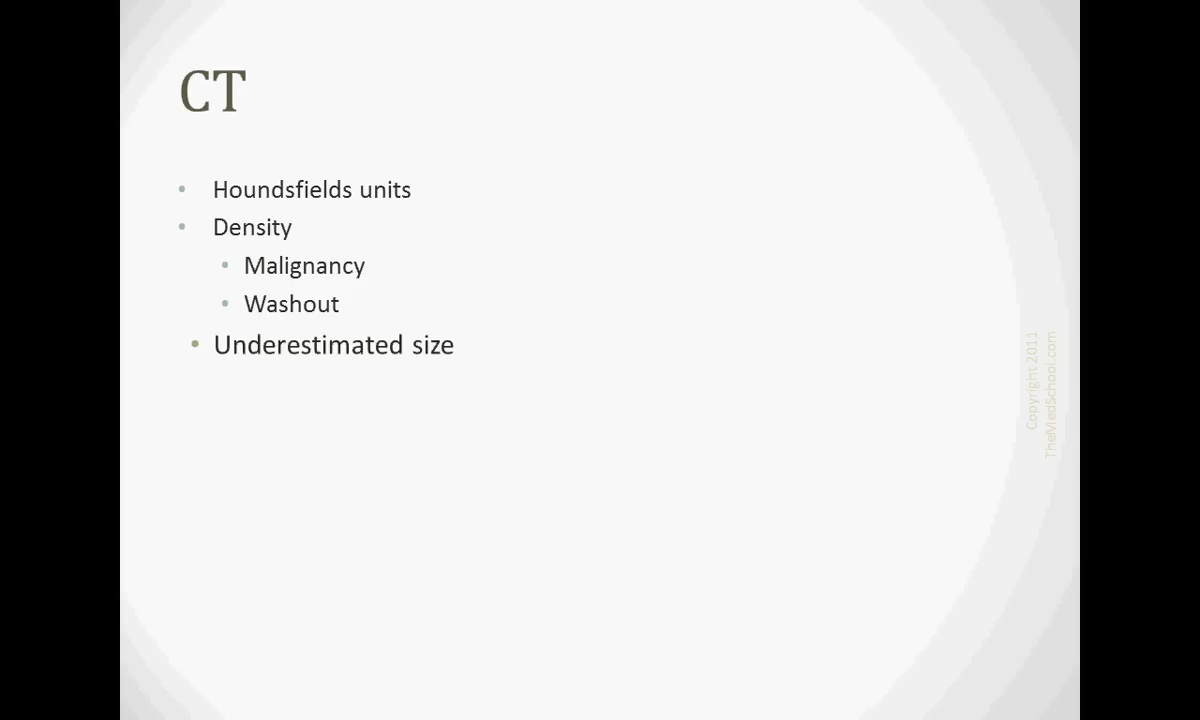 CT
• Houndsfields units
• Density
• Malignancy
• Washout
• Underestimated size
Copyright 2011
TheMedSchool.com